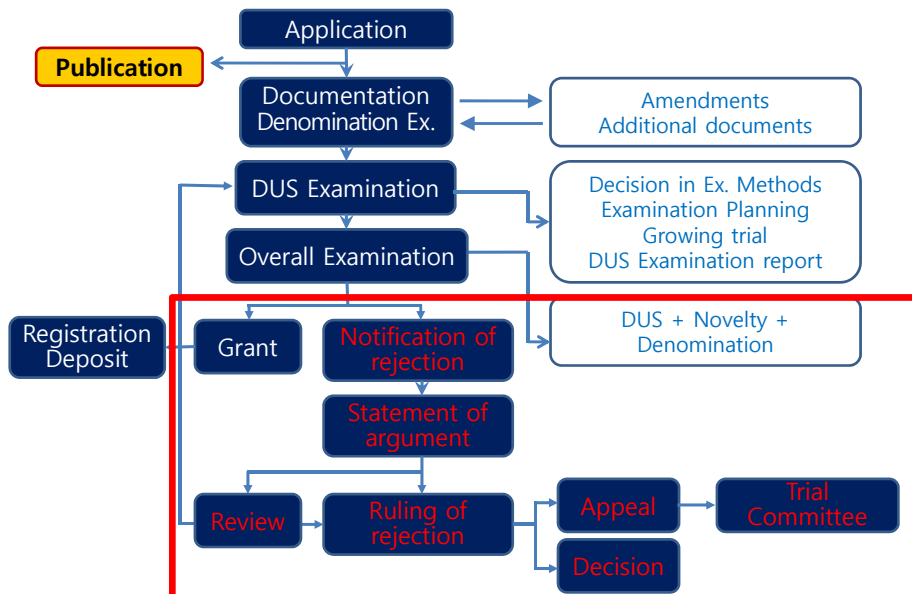 Application
Publication
Documentation
Denomination Ex.
Amendments
Additional documents
DUS Examination
Decision in Ex. Methods
Examination Planning
Growing trial
DUS Examination report
Overall Examination
Registration
Deposit
Grant
Notification of
rejection
DUS + Novelty +
Denomination
Statement of
argument
Review
Ruling of
rejection
Appeal
Trial
Committee
Decision